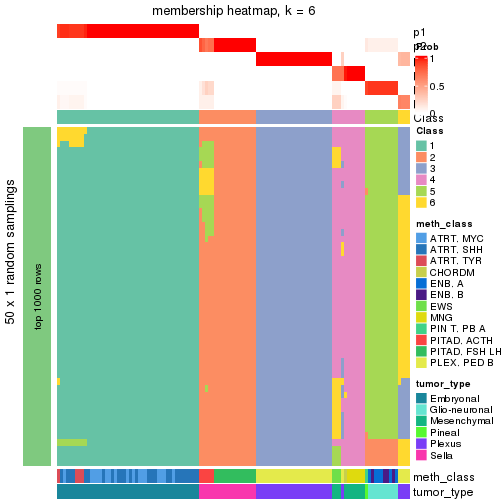 membership heatmap, k = 6
p1
p2
Prob
1
0.5
0
Class
Class
1
2
3
4
5
6
50 x 1 random samplings
top 1000 rows
meth_class
ATRT, MYC
ATRT, SHH
ATRT, TYR
CHORDM
ENB, A
ENB, B
EWS
MNG
PIN T, PB A
PITAD, ACTH
PITAD, FSH LH
PLEX, PED B
tumor_type
Embryonal
Glio-neuronal
Mesenchymal
Pineal
Plexus
Sella
meth_class
tumor_type